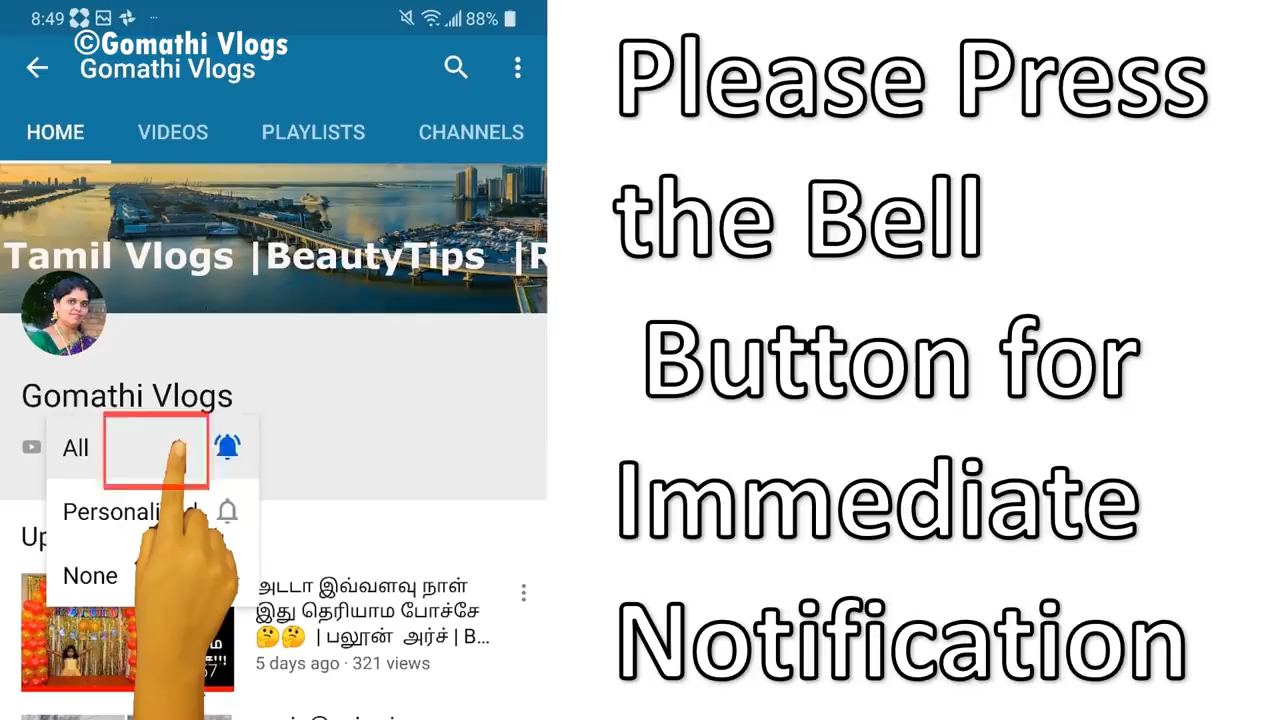 8:49
88%
©Gomathi Vlogs
Gomathi Vlogs
HOME VIDEOS PLAYLISTS CHANNELS
Tamil Vlogs |BeautyTips |R
Gomathi Vlogs
All
None
அடடா இவ்வளவு நாள்
இது தெரியாம போச்சே
🤔🤔 | பலூன் அர்ச் | B...
5 days ago · 321 views
Please Press
the Bell
Button for
Immediate
Notification